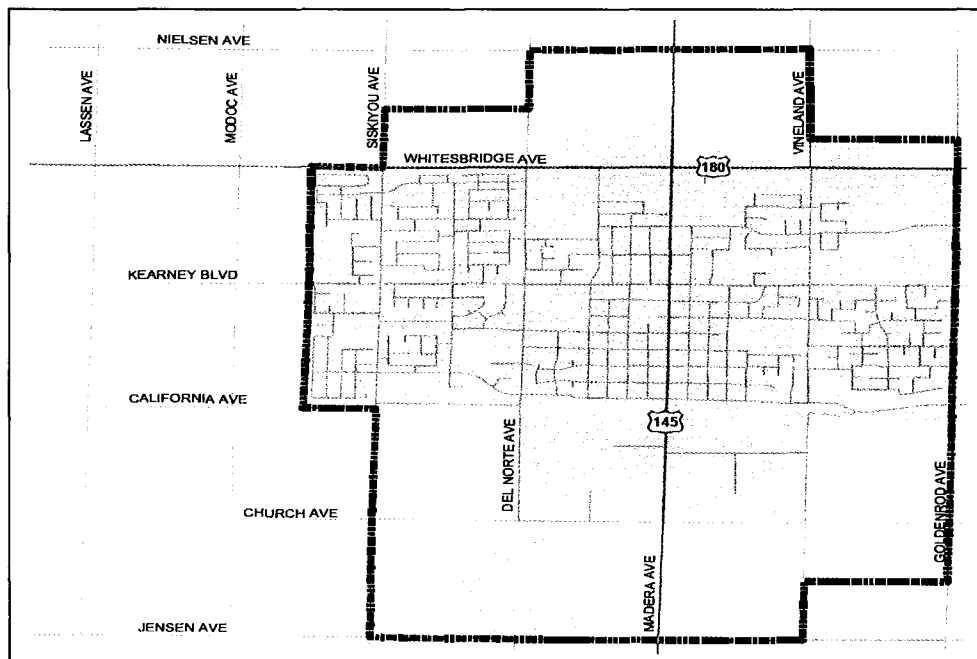 NIELSEN AVE
LASSEN AVE
MODOC AVE
SISKIYOU AVE
VINELAND AVE
WHITESBRIDGE AVE
180
KEARNEY BLVD
CALIFORNIA AVE
145
DEL NORTE AVE
CHURCH AVE
GOLDENROD AVE
MADERA AVE
JENSEN AVE